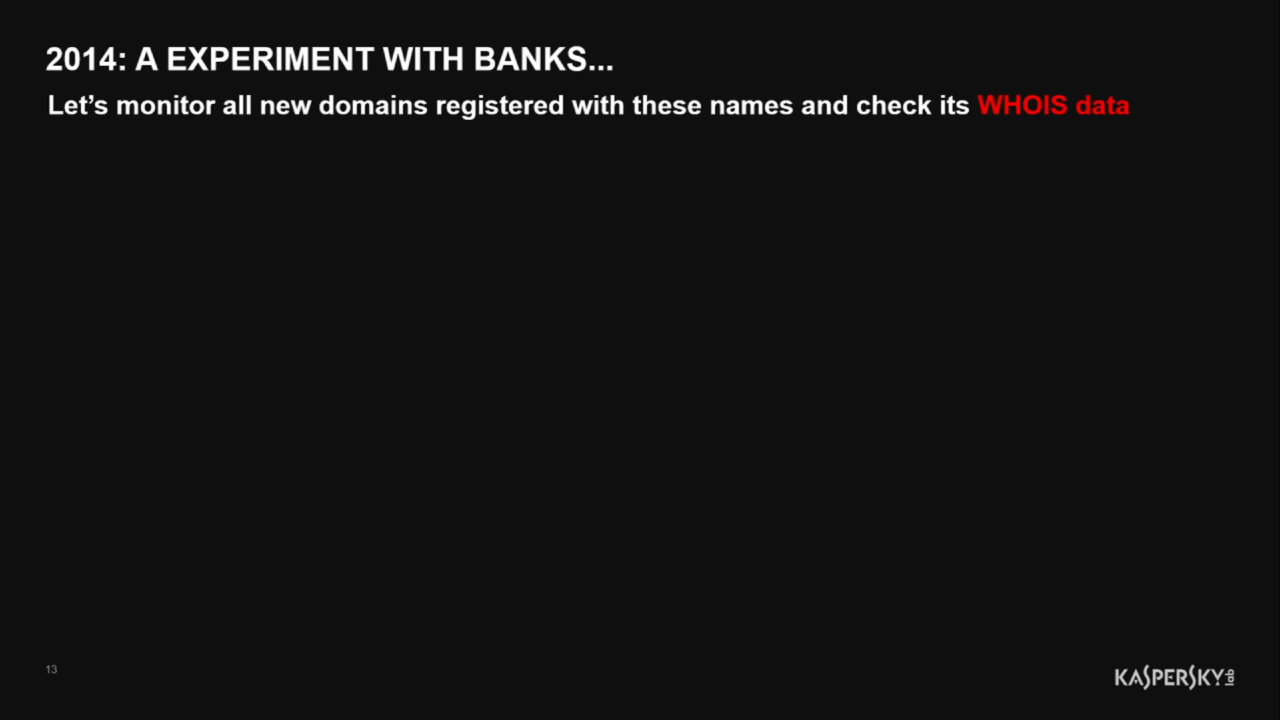 2014: A EXPERIMENT WITH BANKS...
Let’s monitor all new domains registered with these names and check its WHOIS data
13
KASPERSKY lab